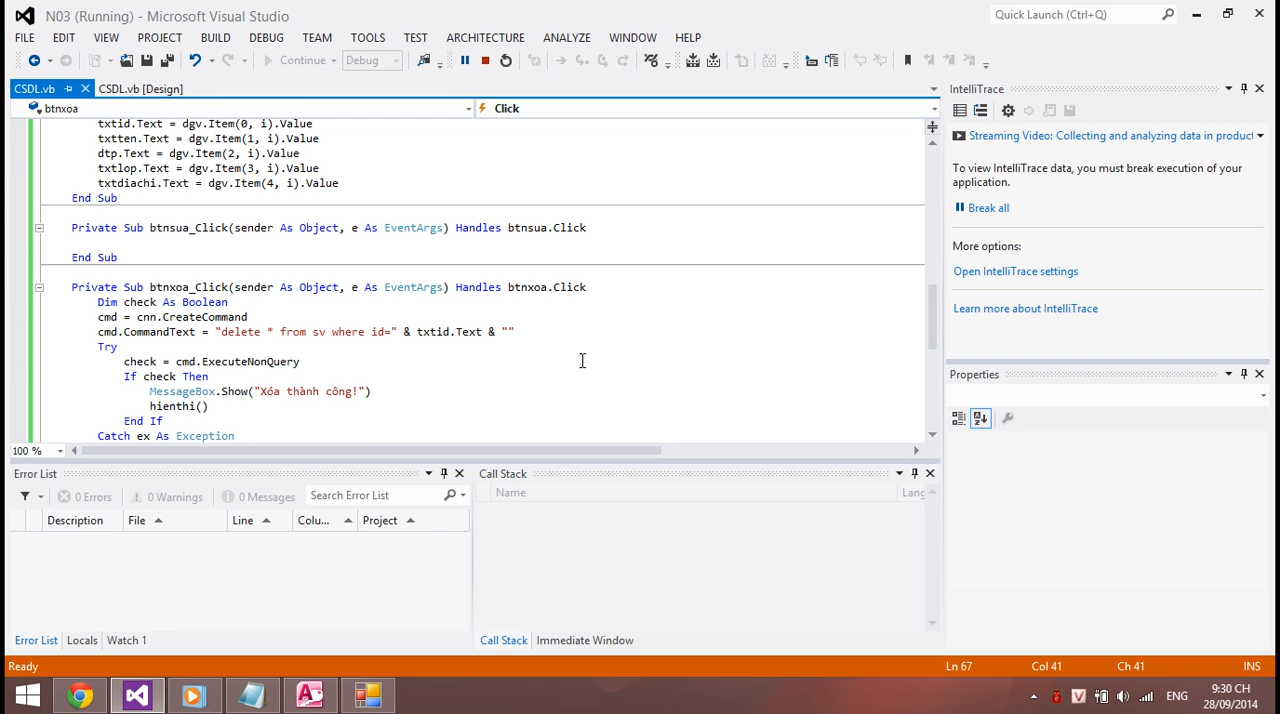 N03 (Running) - Microsoft Visual Studio
Quick Launch (Ctrl+Q)
FILE EDIT VIEW PROJECT BUILD DEBUG TEAM TOOLS TEST ARCHITECTURE ANALYZE WINDOW HELP
Continue Debug
CSDL.vb CSDL.vb [Design]
btnxoa Click
txtid.Text = dgv.Item(0, i).Value
txtten.Text = dgv.Item(1, i).Value
dtp.Text = dgv.Item(2, i).Value
txtlop.Text = dgv.Item(3, i).Value
txtdiachi.Text = dgv.Item(4, i).Value
End Sub
Private Sub btnsua_Click(sender As Object, e As EventArgs) Handles btnsua.Click
End Sub
Private Sub btnxoa_Click(sender As Object, e As EventArgs) Handles btnxoa.Click
Dim check As Boolean
cmd = cnn.CreateCommand
cmd.CommandText = "delete * from sv where id=" & txtid.Text & ""
Try
check = cmd.ExecuteNonQuery
If check Then
MessageBox.Show("Xóa thành công!")
hienthi()
End If
Catch ex As Exception
100 %
IntelliTrace
Streaming Video: Collecting and analyzing data in product
To view IntelliTrace data, you must break execution of your
application.
Break all
More options:
Open IntelliTrace settings
Learn more about IntelliTrace
Properties
Error List
0 Errors 0 Warnings 0 Messages Search Error List
Description File Line Colu... Project
Error List Locals Watch 1
Call Stack
Name Lang
Call Stack Immediate Window
Ready Ln 67 Col 41 Ch 41 INS
ENG
9:30 CH
28/09/2014